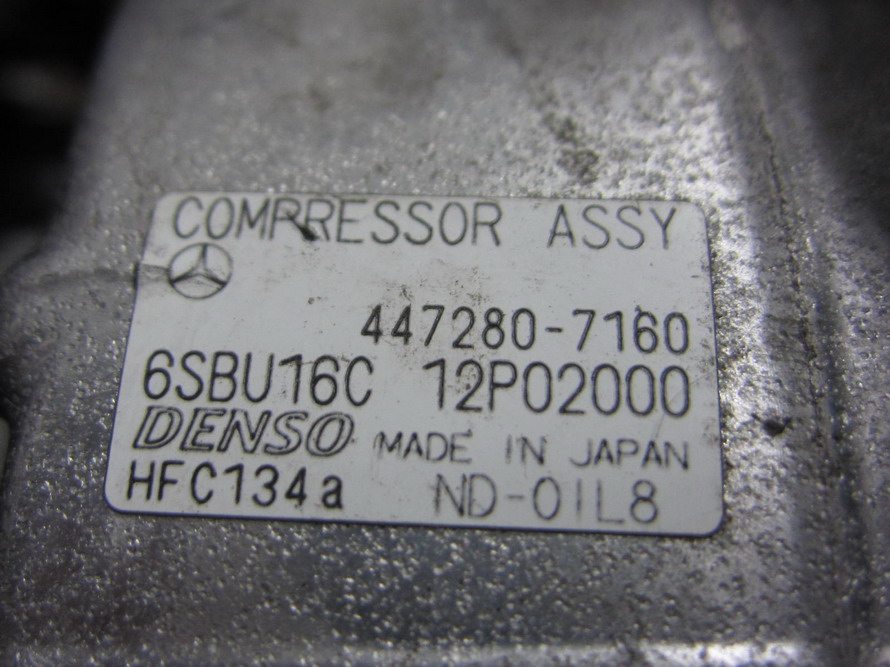 COMPRESSOR ASSY
447280-7160
6SBU16C 12P02000
DENSO MADE IN JAPAN
HFC134a ND-OIL8